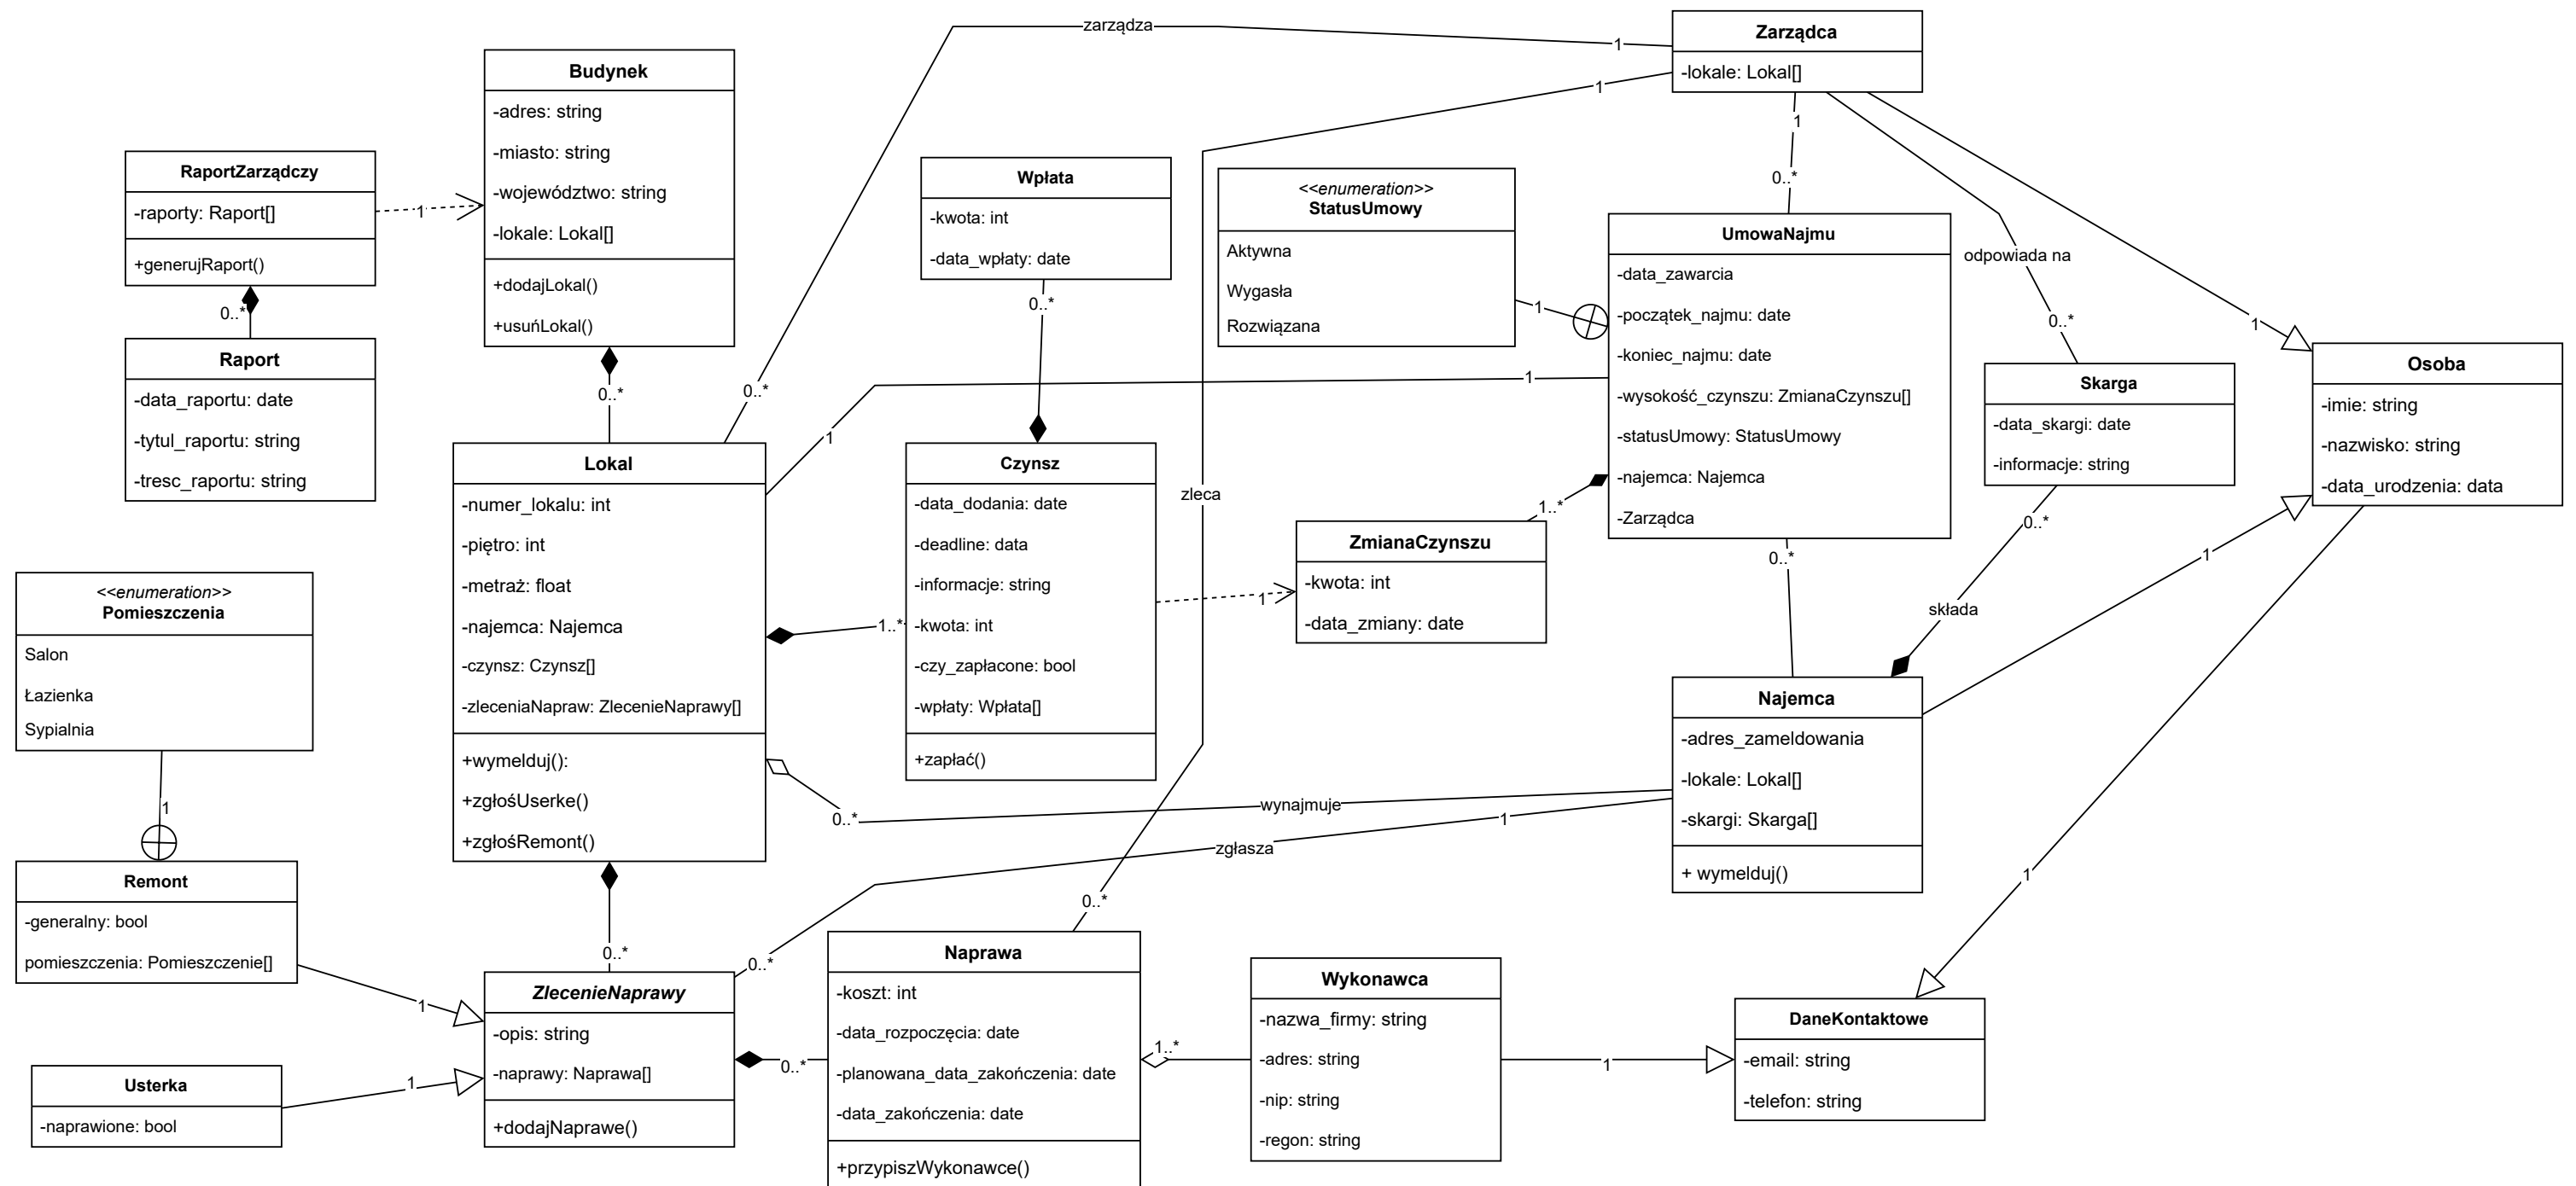 zarządza
1
Zarządca
-lokale: Lokal[]
1
1
0..*
odpowiada na
0..*
1
Budynek
-adres: string
-miasto: string
-województwo: string
-lokale: Lokal[]
+dodajLokal()
+usuńLokal()
RaportZarządczy
-raporty: Raport[]
+generujRaport()
1
0..*
Raport
-data_raportu: date
-tytul_raportu: string
-tresc_raportu: string
Wpłata
-kwota: int
-data_wpłaty: date
0..*
<<enumeration>>
StatusUmowy
Aktywna
Wygasła
Rozwiązana
1
UmowaNajmu
-data_zawarcia
-początek_najmu: date
-koniec_najmu: date
-wysokość_czynszu: ZmianaCzynszu[]
-statusUmowy: StatusUmowy
-najemca: Najemca
-Zarządca
Skarga
-data_skargi: date
-informacje: string
Osoba
-imie: string
-nazwisko: string
-data_urodzenia: data
0..*
0..*
1
1
Lokal
-numer_lokalu: int
-piętro: int
-metraż: float
-najemca: Najemca
-czynsz: Czynsz[]
-zleceniaNapraw: ZlecenieNaprawy[]
+wymelduj():
+zgłośUserke()
+zgłośRemont()
Czynsz
-data_dodania: date
-deadline: data
-informacje: string
-kwota: int
-czy_zapłacone: bool
-wpłaty: Wpłata[]
+zapłać()
1..*
zleca
1
1..*
ZmianaCzynszu
-kwota: int
-data_zmiany: date
0..*
0..*
składa
1
<<enumeration>>
Pomieszczenia
Salon
Łazienka
Sypialnia
1
Najemca
-adres_zameldowania
-lokale: Lokal[]
-skargi: Skarga[]
+ wymelduj()
wynajmuje
0..*
1
zgłasza
0..*
1
Remont
-generalny: bool
pomieszczenia: Pomieszczenie[]
1
0..*
0..*
ZlecenieNaprawy
-opis: string
-naprawy: Naprawa[]
+dodajNaprawe()
0..*
Usterka
-naprawione: bool
1
Naprawa
-koszt: int
-data_rozpoczęcia: date
-planowana_data_zakończenia: date
-data_zakończenia: date
+przypiszWykonawce()
1..*
Wykonawca
-nazwa_firmy: string
-adres: string
-nip: string
-regon: string
1
DaneKontaktowe
-email: string
-telefon: string